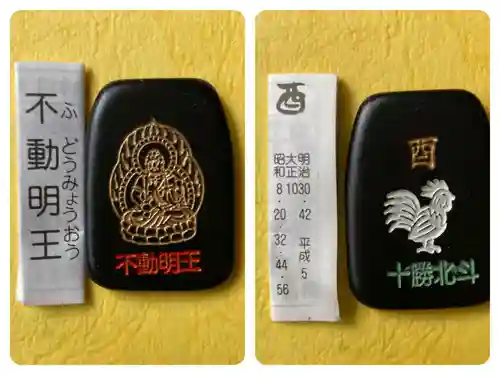 不動明王
ふどうみょうおう
不動明王
酉
明治30・42 平成5
大正10
昭和8・20・32・44・56
酉
十勝